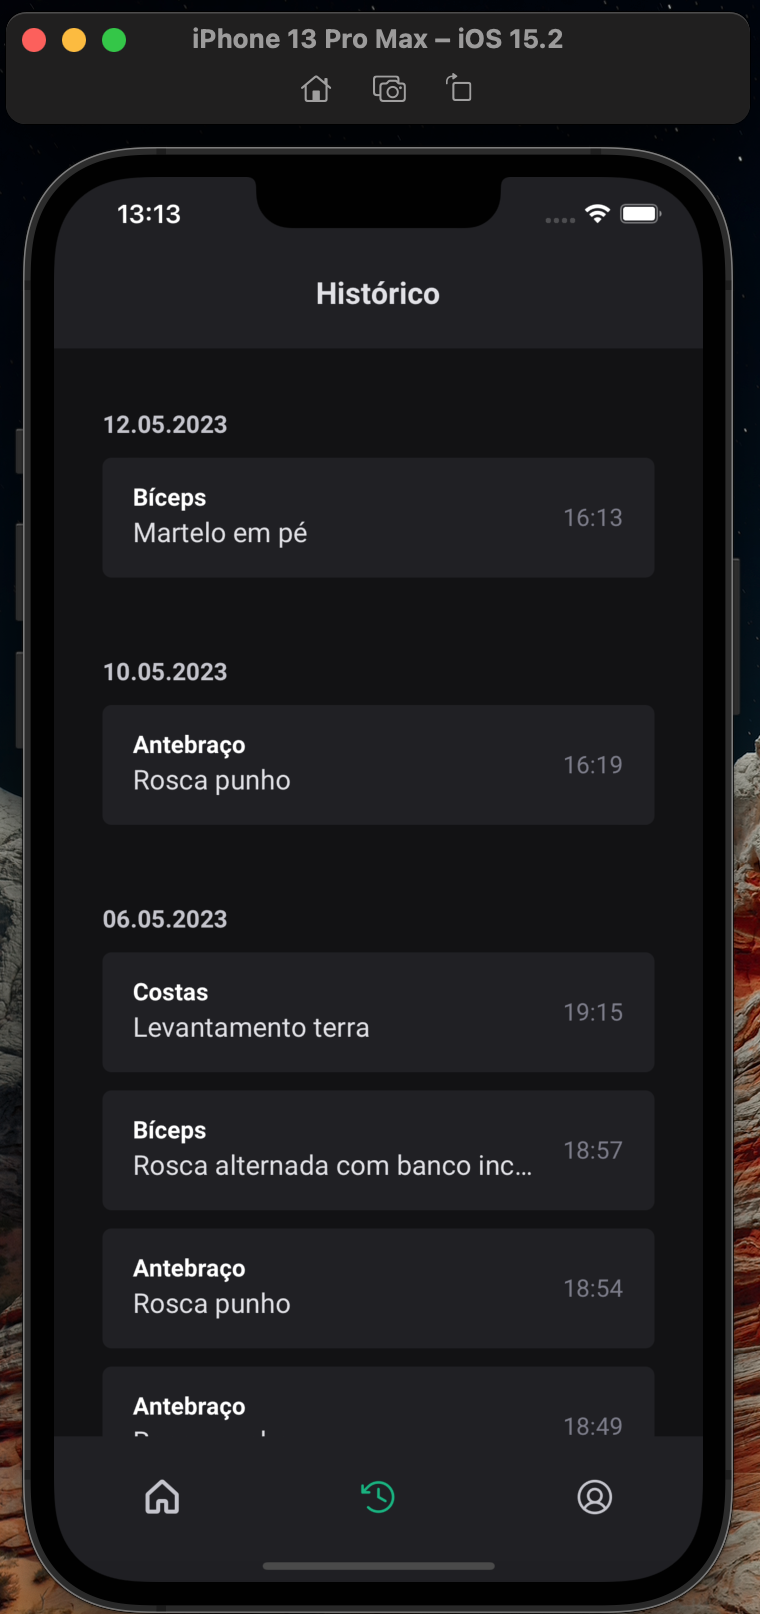 iPhone 13 Pro Max – iOS 15.2
13:13
Histórico
12.05.2023
Bíceps
Martelo em pé
16:13
10.05.2023
Antebraço
Rosca punho
16:19
06.05.2023
Costas
Levantamento terra
19:15
Bíceps
Rosca alternada com banco inc...
18:57
Antebraço
Rosca punho
18:54
Antebraço
18:49